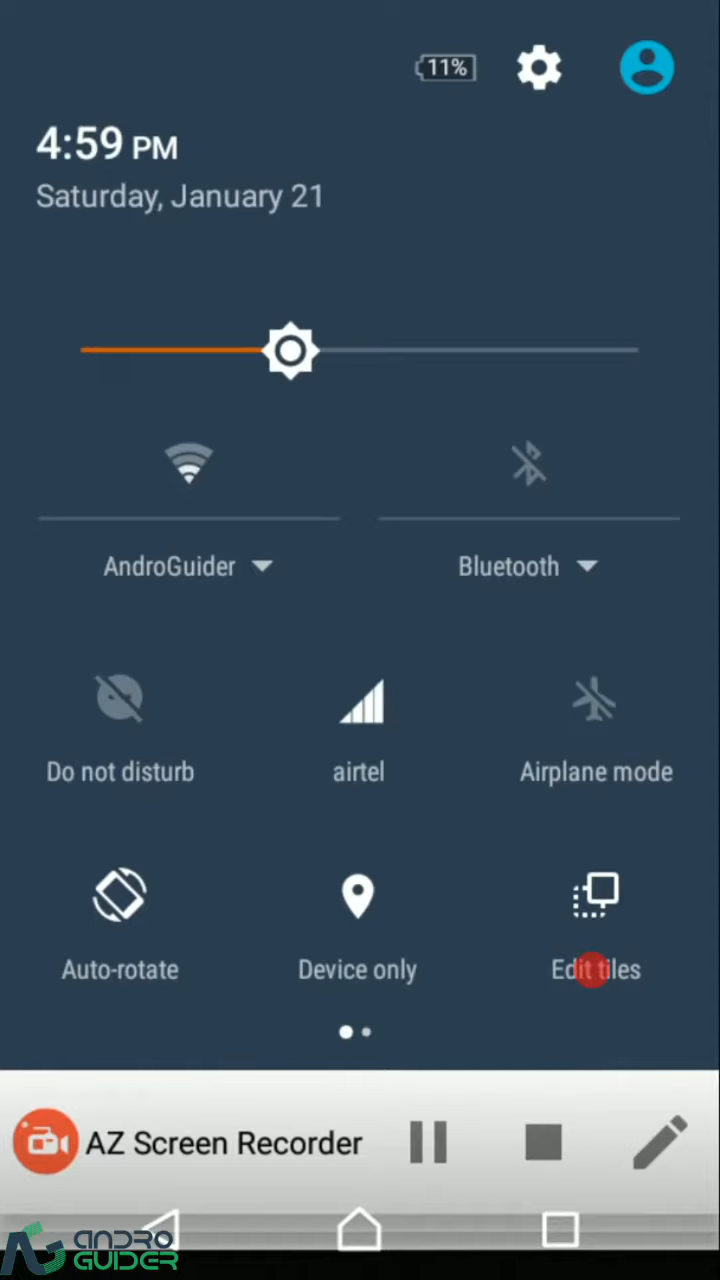 11%
4:59 PM
Saturday, January 21
AndroGuider
Bluetooth
Do not disturb
airtel
Airplane mode
Auto-rotate
Device only
Edit tiles
AZ Screen Recorder
ANDRO
GUIDER